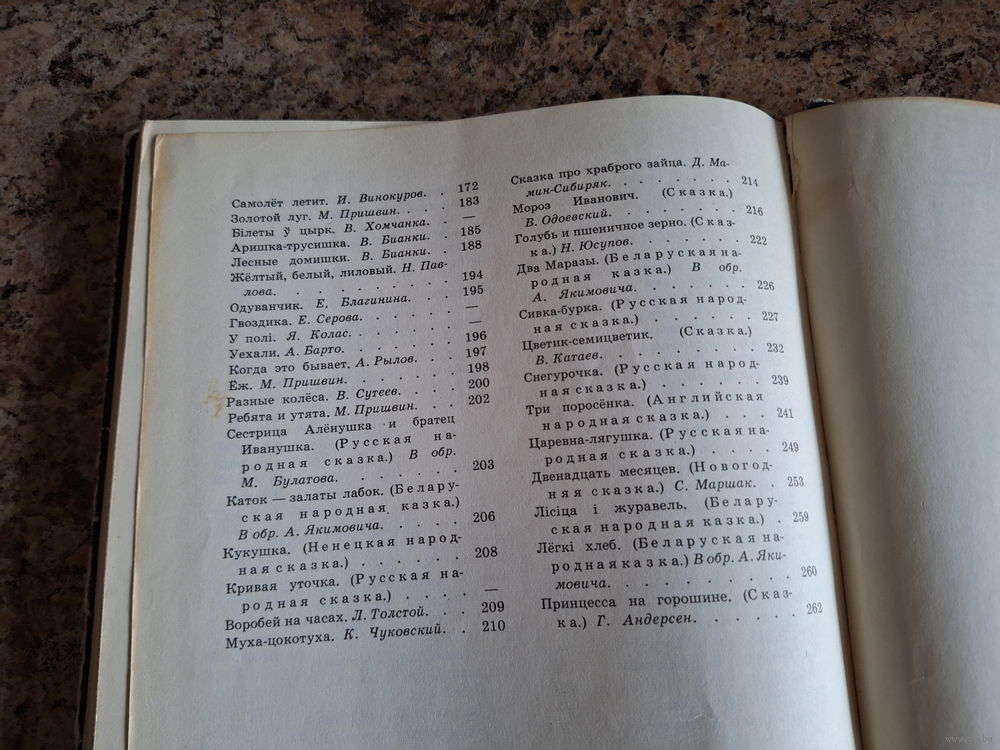 Самолёт летит. И. Винокуров. . 172
Золотой луг. М. Пришвин. . . . 183
Білеты ў цырк. В. Хомчанка. . —
Аришка-трусишка. В. Бианки. . 185
Лесные домишки. В. Бианки. . . 188
Жёлтый, белый, лиловый. Н. Пав-
лова. . . . . . . . . . . 194
Одуванчик. Е. Благинина. . . . 195
Гвоздика. Е. Серова. . . . . . —
У полі. Я. Колас. . . . . . . —
Уехали. А. Барто. . . . . . . 196
Когда это бывает. А. Рылов. . . 197
Ёж. М. Пришвин. . . . . . . 198
Разные колёса. В. Сутеев. . . . 200
Ребята и утята. М. Пришвин. . . 202
Сестрица Алёнушка и братец
Иванушка. (Русская на-
родная сказка.) В обр.
М. Булатова. . . . . . . 203
Каток — залаты лабок. (Белару-
ская народная казка.)
В обр. А. Якимовича. . . . . 206
Кукушка. (Ненецкая народ-
ная сказка.) . . . . . . 208
Кривая уточка. (Русская на-
родная сказка.) . . . . —
Воробей на часах. Л. Толстой. . . 209
Муха-цокотуха. К. Чуковский. . 210
Сказка про храброго зайца. Д. Ма-
мин-Сибиряк. . . . . . . 214
Мороз Иванович. (Сказка.)
В. Одоевский. . . . . . . 216
Голубь и пшеничное зерно. (Сказ-
ка.) Н. Юсупов. . . . . . . 222
Два Маразы. (Беларуская на-
родная казка.) В обр.
А. Якимовича. . . . . . . 226
Сивка-бурка. (Русская народ-
ная сказка.) . . . . . . 227
Цветик-семицветик. (Сказка.)
В. Катаев. . . . . . . . 232
Снегурочка. (Русская народ-
ная сказка.) . . . . . . 239
Три поросёнка. (Английская
народная сказка.) . . . 241
Царевна-лягушка. (Русская на-
родная сказка.) . . . . 249
Двенадцать месяцев. (Новогод-
няя сказка.) С. Маршак. . 253
Лісіца і журавель. (Белару-
ская народная казка.) . 259
Лёгкі хлеб. (Беларуская на-
родная казка.) В обр. А. Яки-
мовича. . . . . . . . . . 260
Принцесса на горошине. (Сказ-
ка.) Г. Андерсен. . . . . . 262